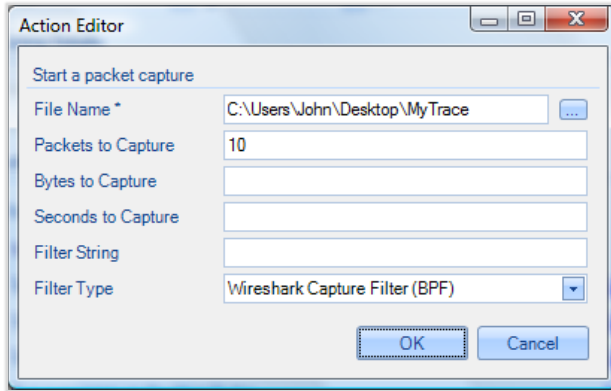 Action Editor
Start a packet capture
File Name *
C:\Users\John\Desktop\MyTrace
...
Packets to Capture
10
Bytes to Capture
Seconds to Capture
Filter String
Filter Type
Wireshark Capture Filter (BPF)
OK
Cancel